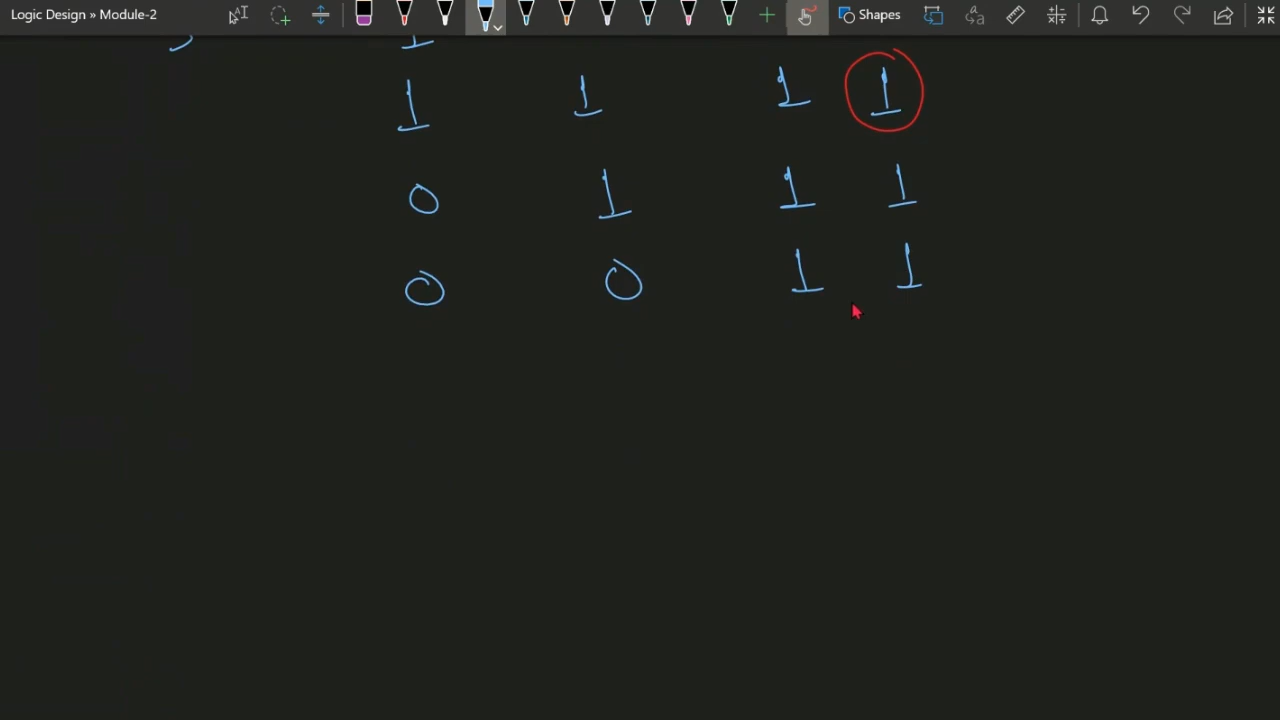 Logic Design » Module-2 Shapes
1 1 1 1
0 1 1 1
0 0 1 1